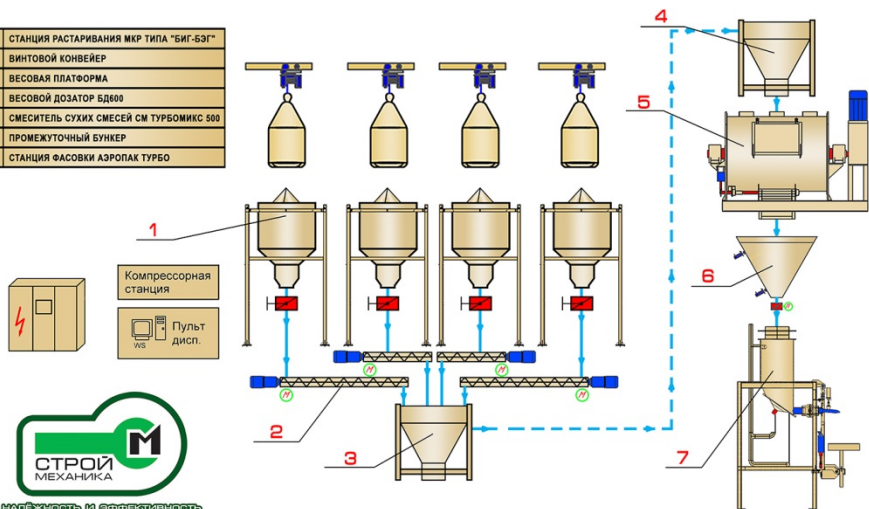 СТАНЦИЯ РАСТАРИВАНИЯ МКР ТИПА "БИГ-БЭГ"
ВИНТОВОЙ КОНВЕЙЕР
ВЕСОВАЯ ПЛАТФОРМА
ВЕСОВОЙ ДОЗАТОР БД600
СМЕСИТЕЛЬ СУХИХ СМЕСЕЙ СМ ТУРБОМИКС 500
ПРОМЕЖУТОЧНЫЙ БУНКЕР
СТАНЦИЯ ФАСОВКИ АЭРОПАК ТУРБО
4
5
1
6
Компрессорная
станция
WS
Пульт
дисп.
2
3
7
М
СТРОЙ
МЕХАНИКА
НАДЁЖНОСТЬ И ЭФФЕКТИВНОСТЬ